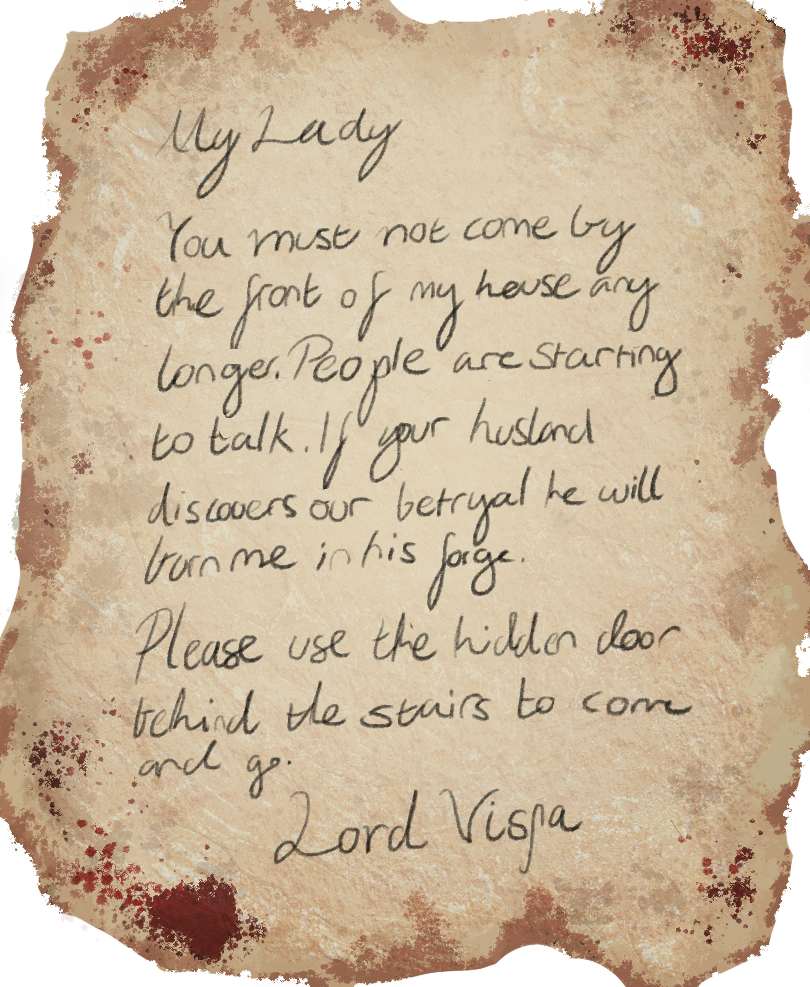 My Lady
You must not come by
the front of my house any
longer. People are starting
to talk. If your husband
discovers our betryal he will
burn me in his forge.
Please use the hidden door
behind the stairs to come
and go.
Lord Vispa